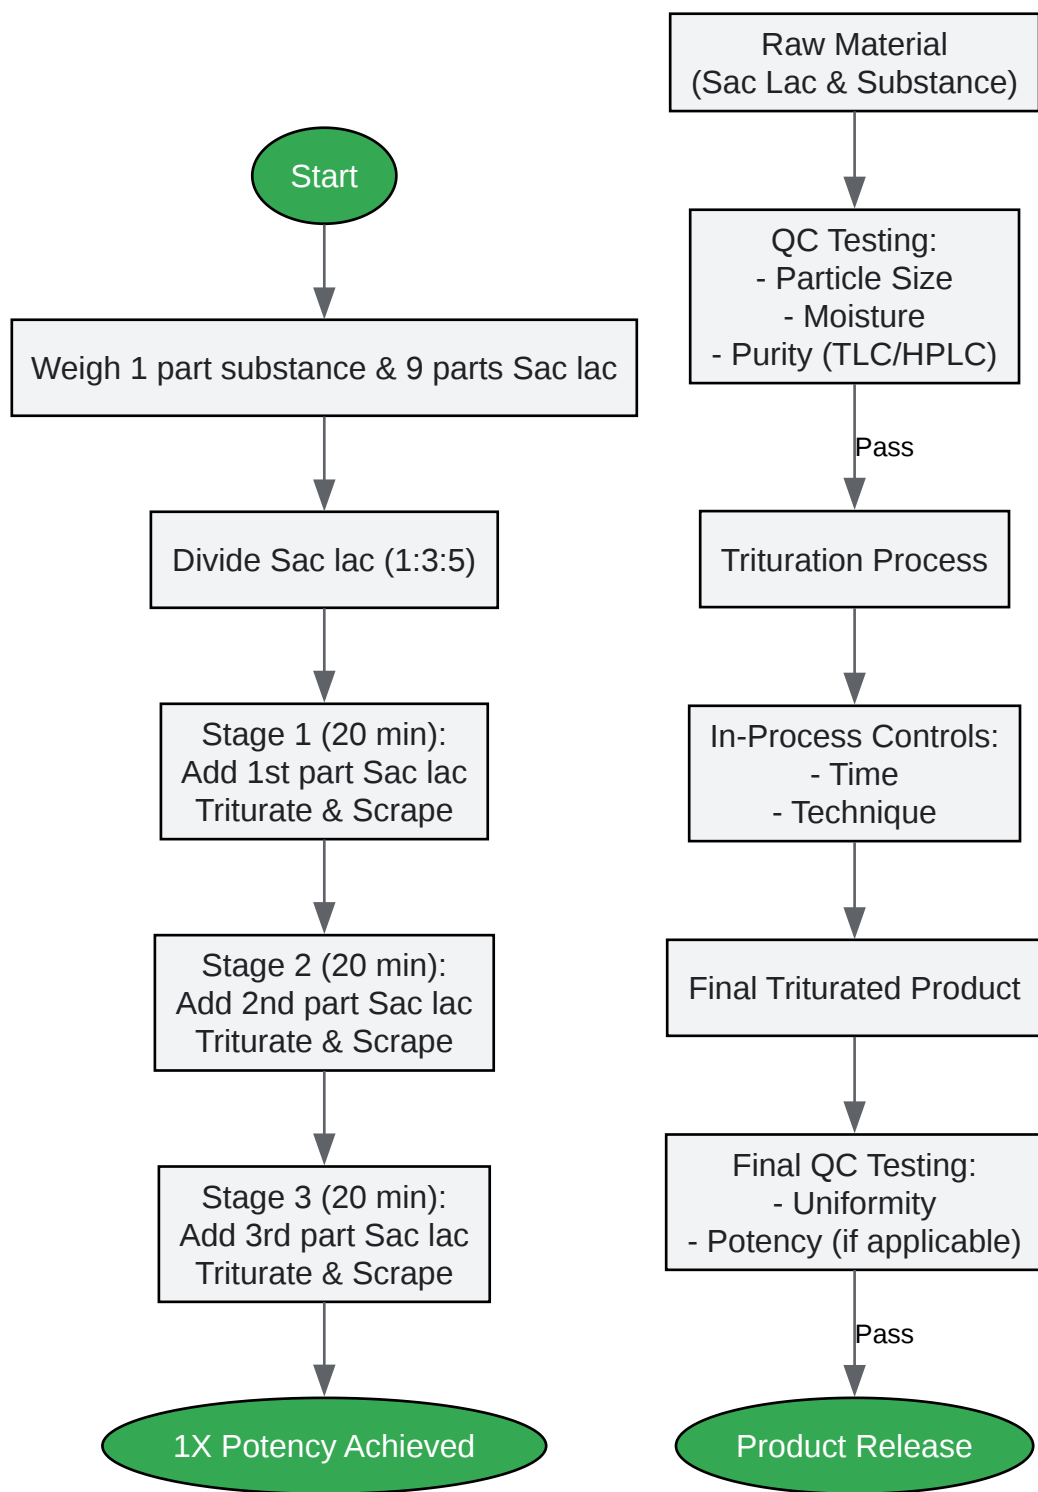 Start
Weigh 1 part substance & 9 parts Sac lac
Divide Sac lac (1:3:5)
Stage 1 (20 min):
Add 1st part Sac lac
Triturate & Scrape
Stage 2 (20 min):
Add 2nd part Sac lac
Triturate & Scrape
Stage 3 (20 min):
Add 3rd part Sac lac
Triturate & Scrape
1X Potency Achieved
Raw Material
(Sac Lac & Substance)
QC Testing:
- Particle Size
- Moisture
- Purity (TLC/HPLC)
Pass
Trituration Process
In-Process Controls:
- Time
- Technique
Final Triturated Product
Final QC Testing:
- Uniformity
- Potency (if applicable)
Pass
Product Release